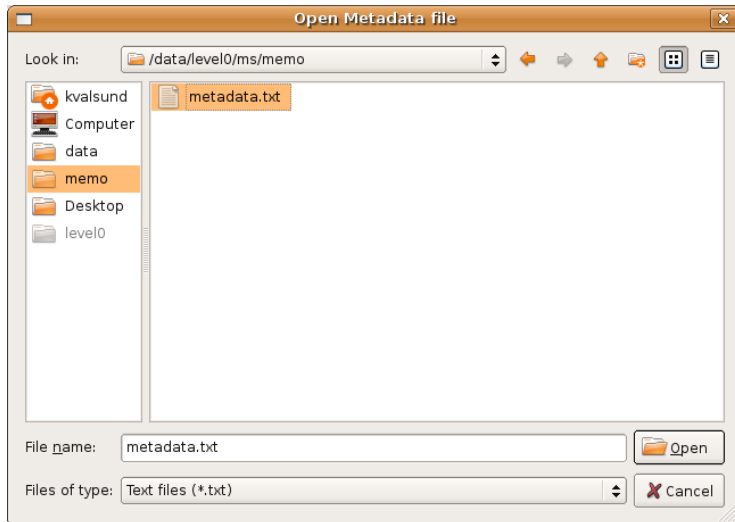 Open Metadata file
Look in: /data/level0/ms/memo
kvalsund
Computer
data
memo
Desktop
level0
metadata.txt
File name: metadata.txt Open
Files of type: Text files (*.txt) Cancel